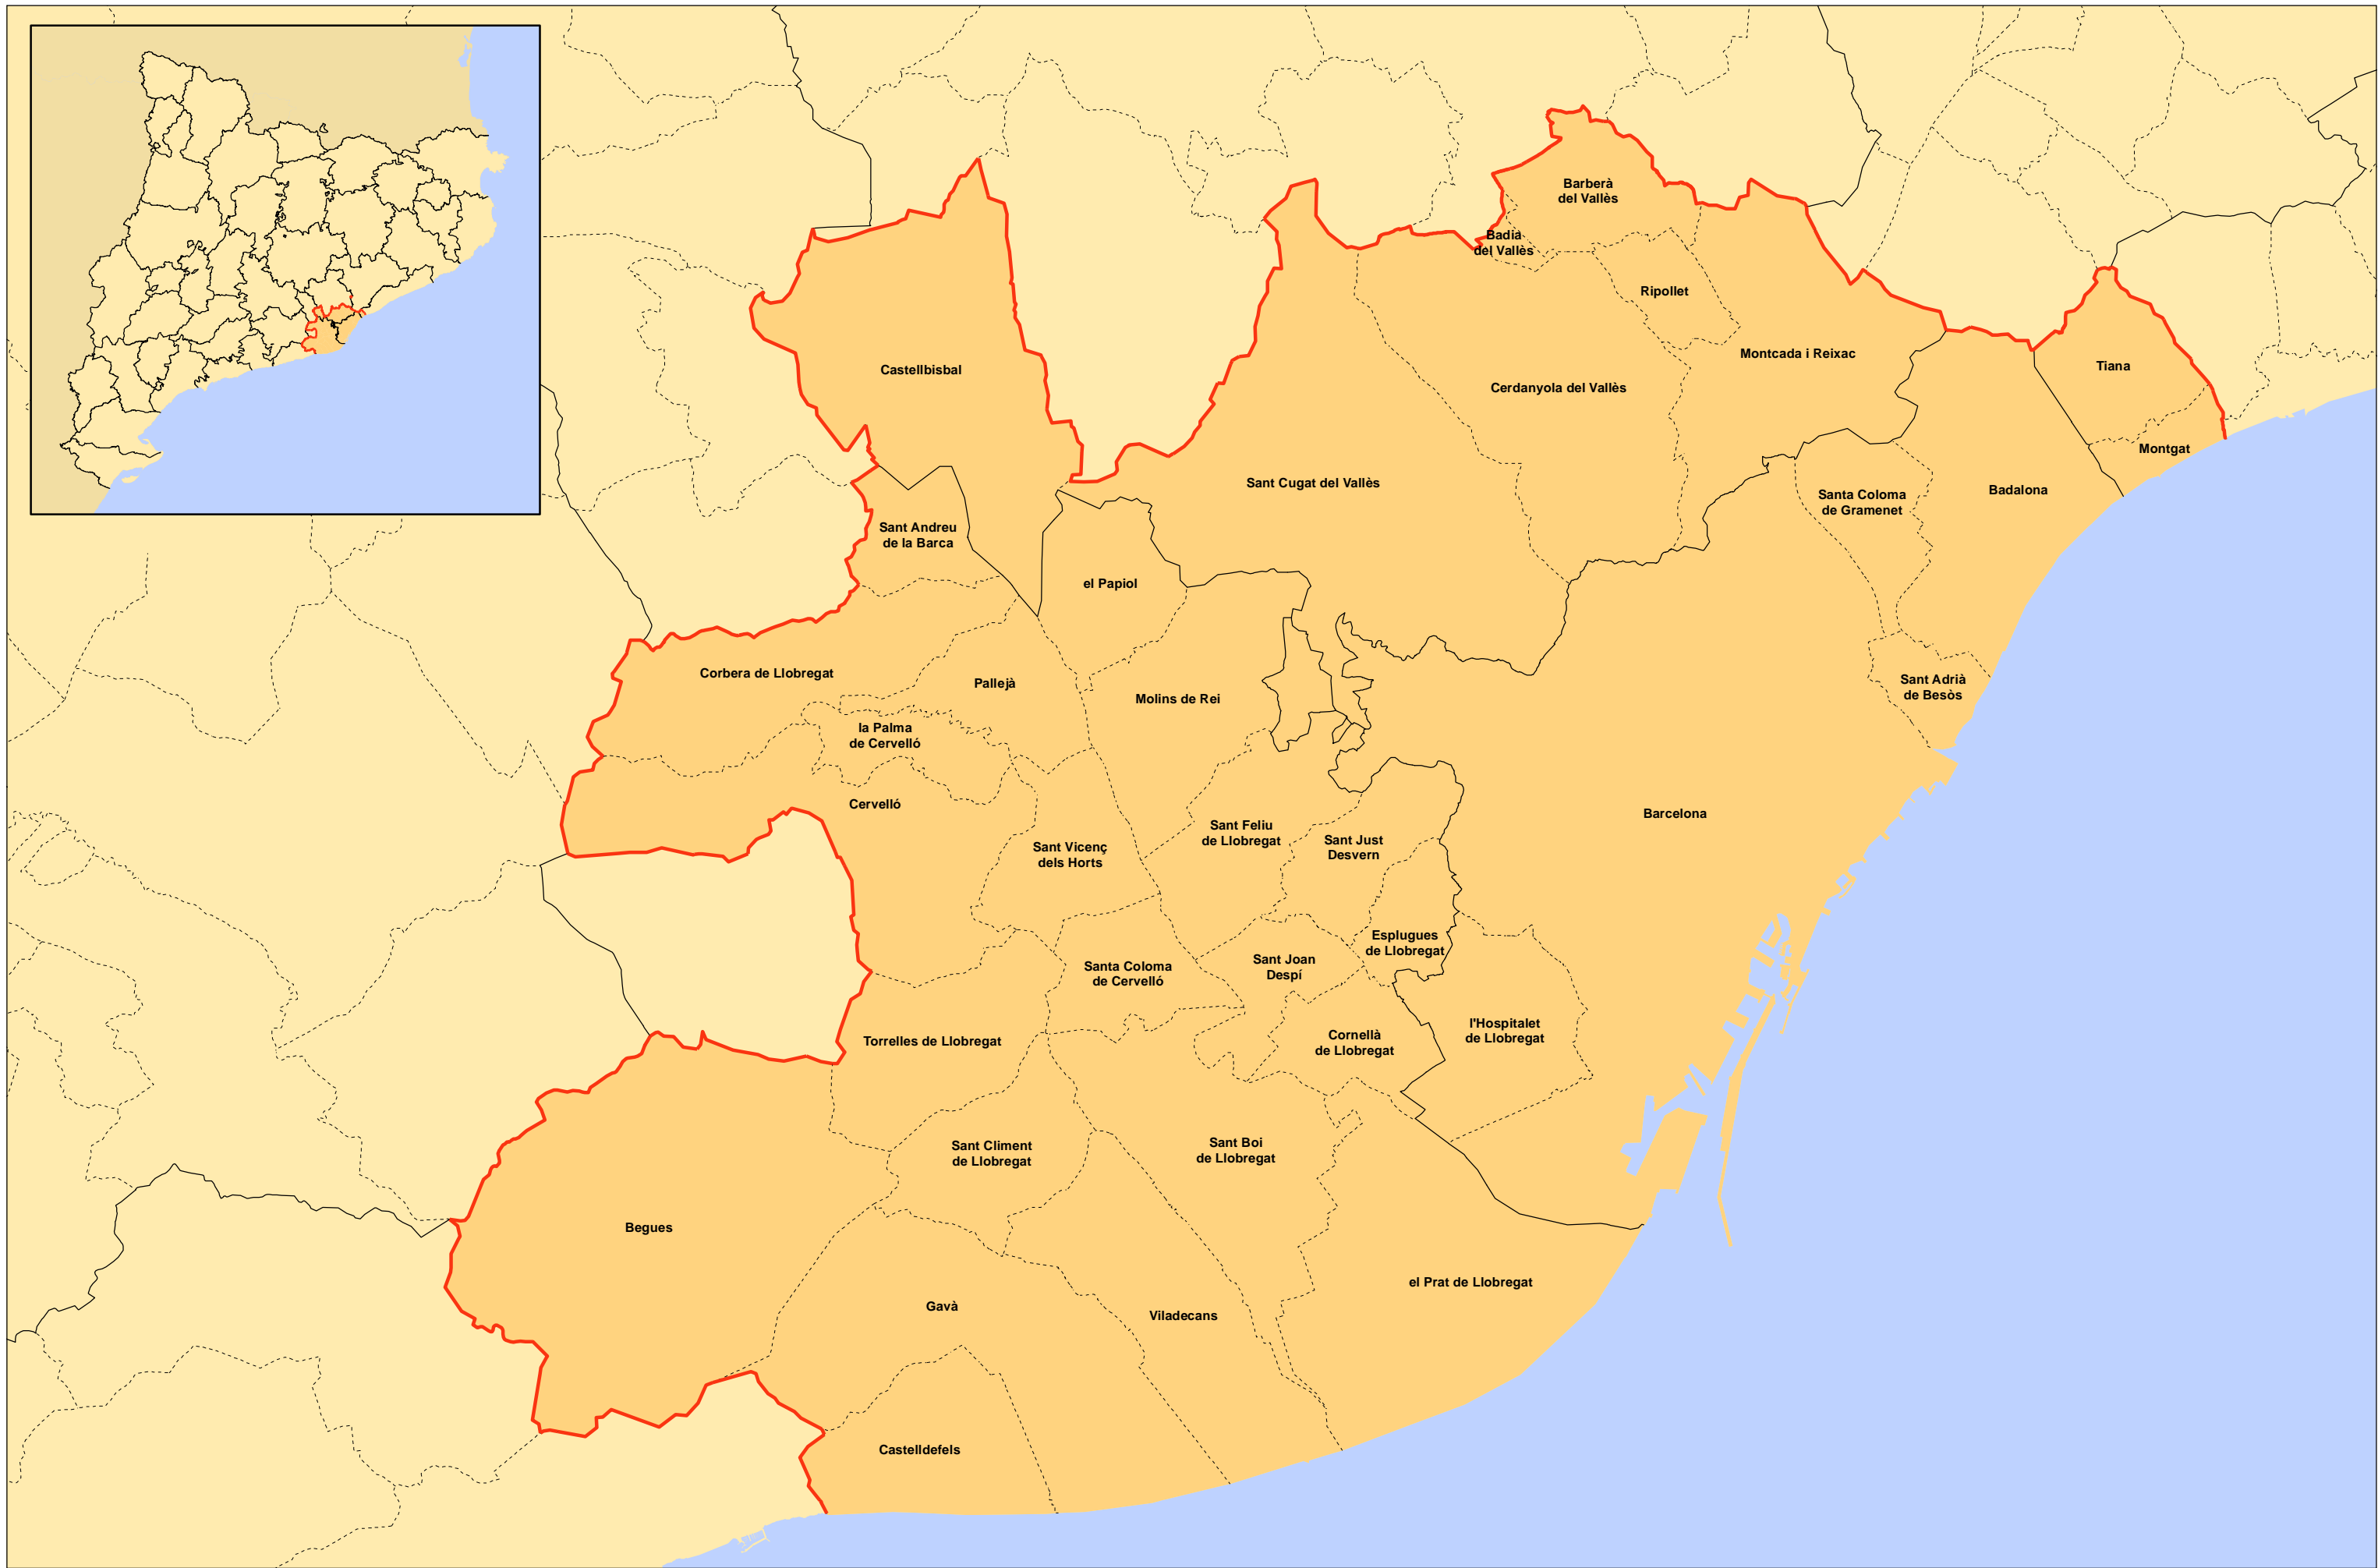 Barberà
del Vallès
Badia
del Vallès
Ripollet
Montcada i Reixac
Tiana
Castellbisbal
Cerdanyola del Vallès
Montgat
Sant Cugat del Vallès
Badalona
Santa Coloma
de Gramenet
Sant Andreu
de la Barca
el Papiol
Corbera de Llobregat
Pallejà
Sant Adrià
de Besòs
Molins de Rei
la Palma
de Cervelló
Cervelló
Barcelona
Sant Feliu
de Llobregat
Sant Just
Desvern
Sant Vicenç
dels Horts
Esplugues
de Llobregat
Sant Joan
Despí
Santa Coloma
de Cervelló
l'Hospitalet
de Llobregat
Torrelles de Llobregat
Cornellà
de Llobregat
Sant Climent
de Llobregat
Sant Boi
de Llobregat
Begues
el Prat de Llobregat
Gavà
Viladecans
Castelldefels